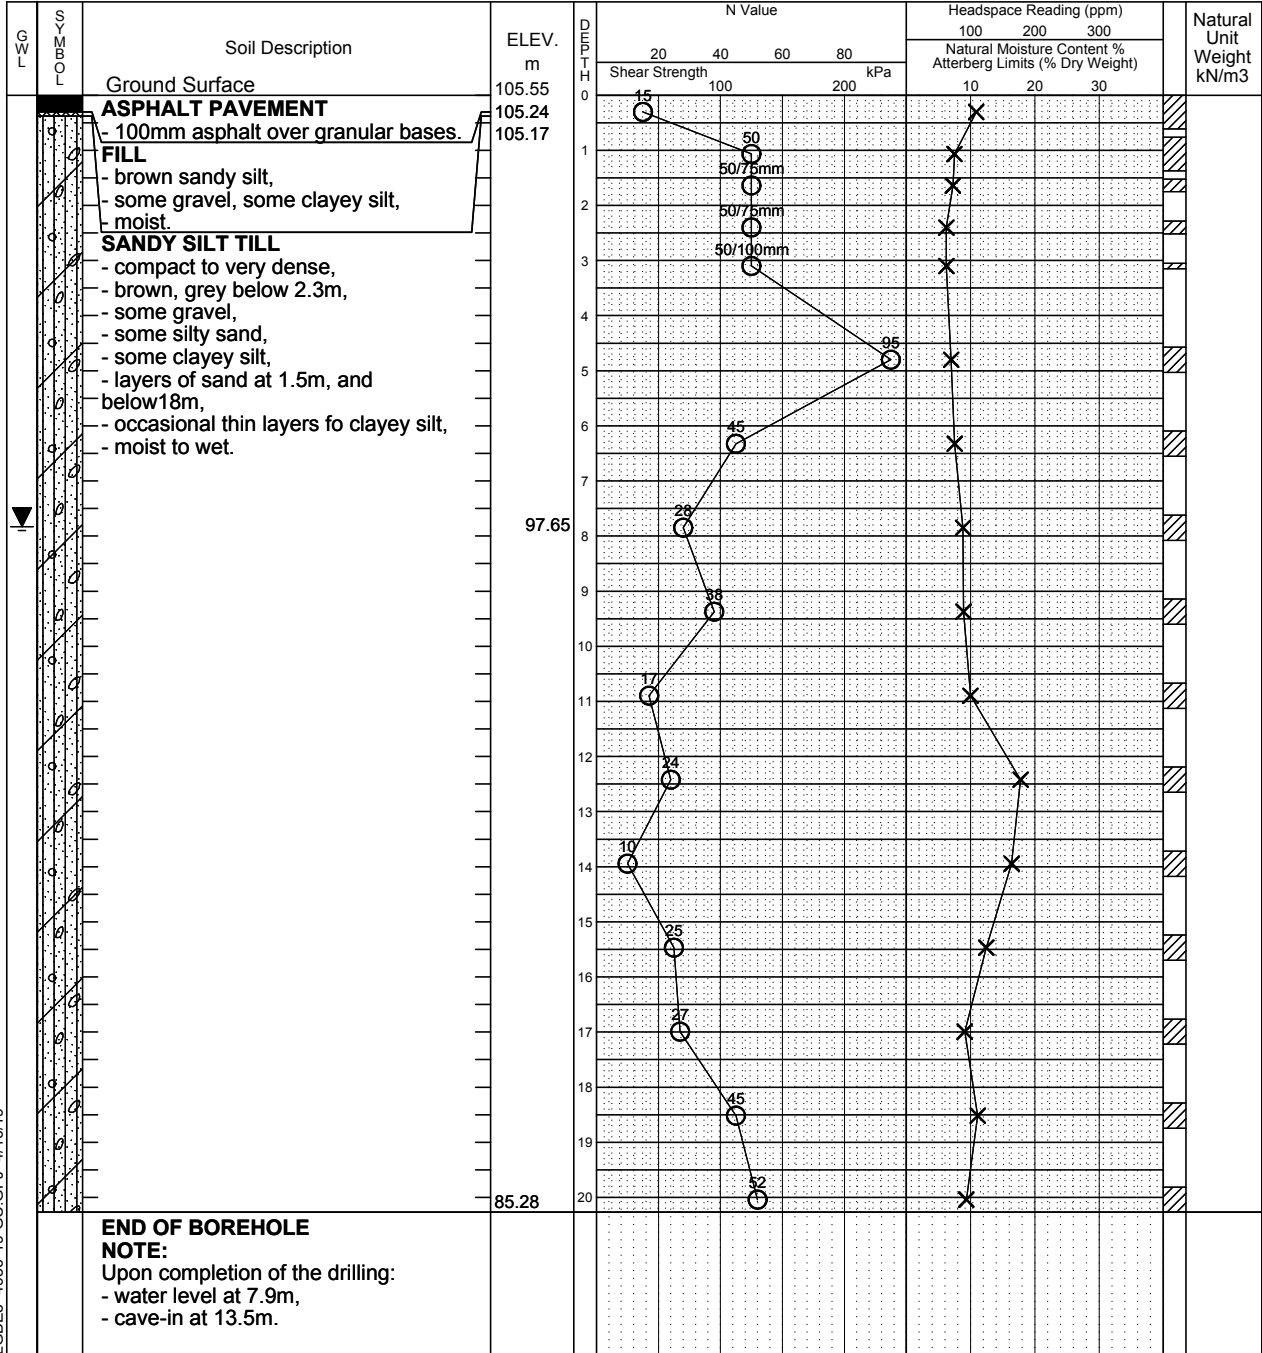 GWL
SYMBOL
Soil Description
Ground Surface
ELEV.
m
105.55
DEPTH
N Value
20 40 60 80
Shear Strength kPa
100 200
Headspace Reading (ppm)
100 200 300
Natural Moisture Content %
Atterberg Limits (% Dry Weight)
10 20 30
Natural
Unit
Weight
kN/m3
ASPHALT PAVEMENT
- 100mm asphalt over granular bases.
105.24
105.17
FILL
- brown sandy silt,
- some gravel, some clayey silt,
- moist.
SANDY SILT TILL
- compact to very dense,
- brown, grey below 2.3m,
- some gravel,
- some silty sand,
- some clayey silt,
- layers of sand at 1.5m, and
below18m,
- occasional thin layers fo clayey silt,
- moist to wet.
97.65
85.28
0
1
2
3
4
5
6
7
8
9
10
11
12
13
14
15
16
17
18
19
20
15
50
50/75mm
50/75mm
50/100mm
95
45
28
38
17
24
10
25
27
45
52
END OF BOREHOLE
NOTE:
Upon completion of the drilling:
- water level at 7.9m,
- cave-in at 13.5m.